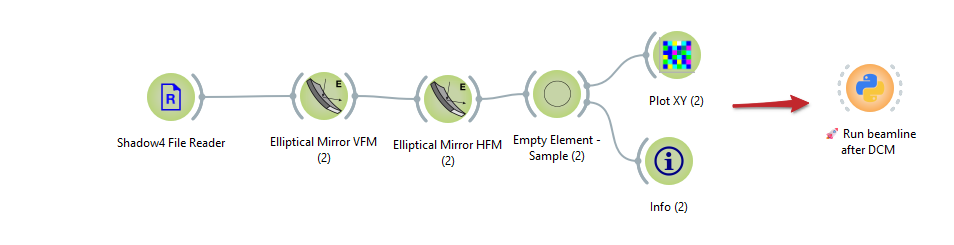 R
Shadow4 File Reader
E
Elliptical Mirror VFM
(2)
E
Elliptical Mirror HFM
(2)
Empty Element -
Sample (2)
Plot XY (2)
i
Info (2)
🚀 Run beamline
after DCM